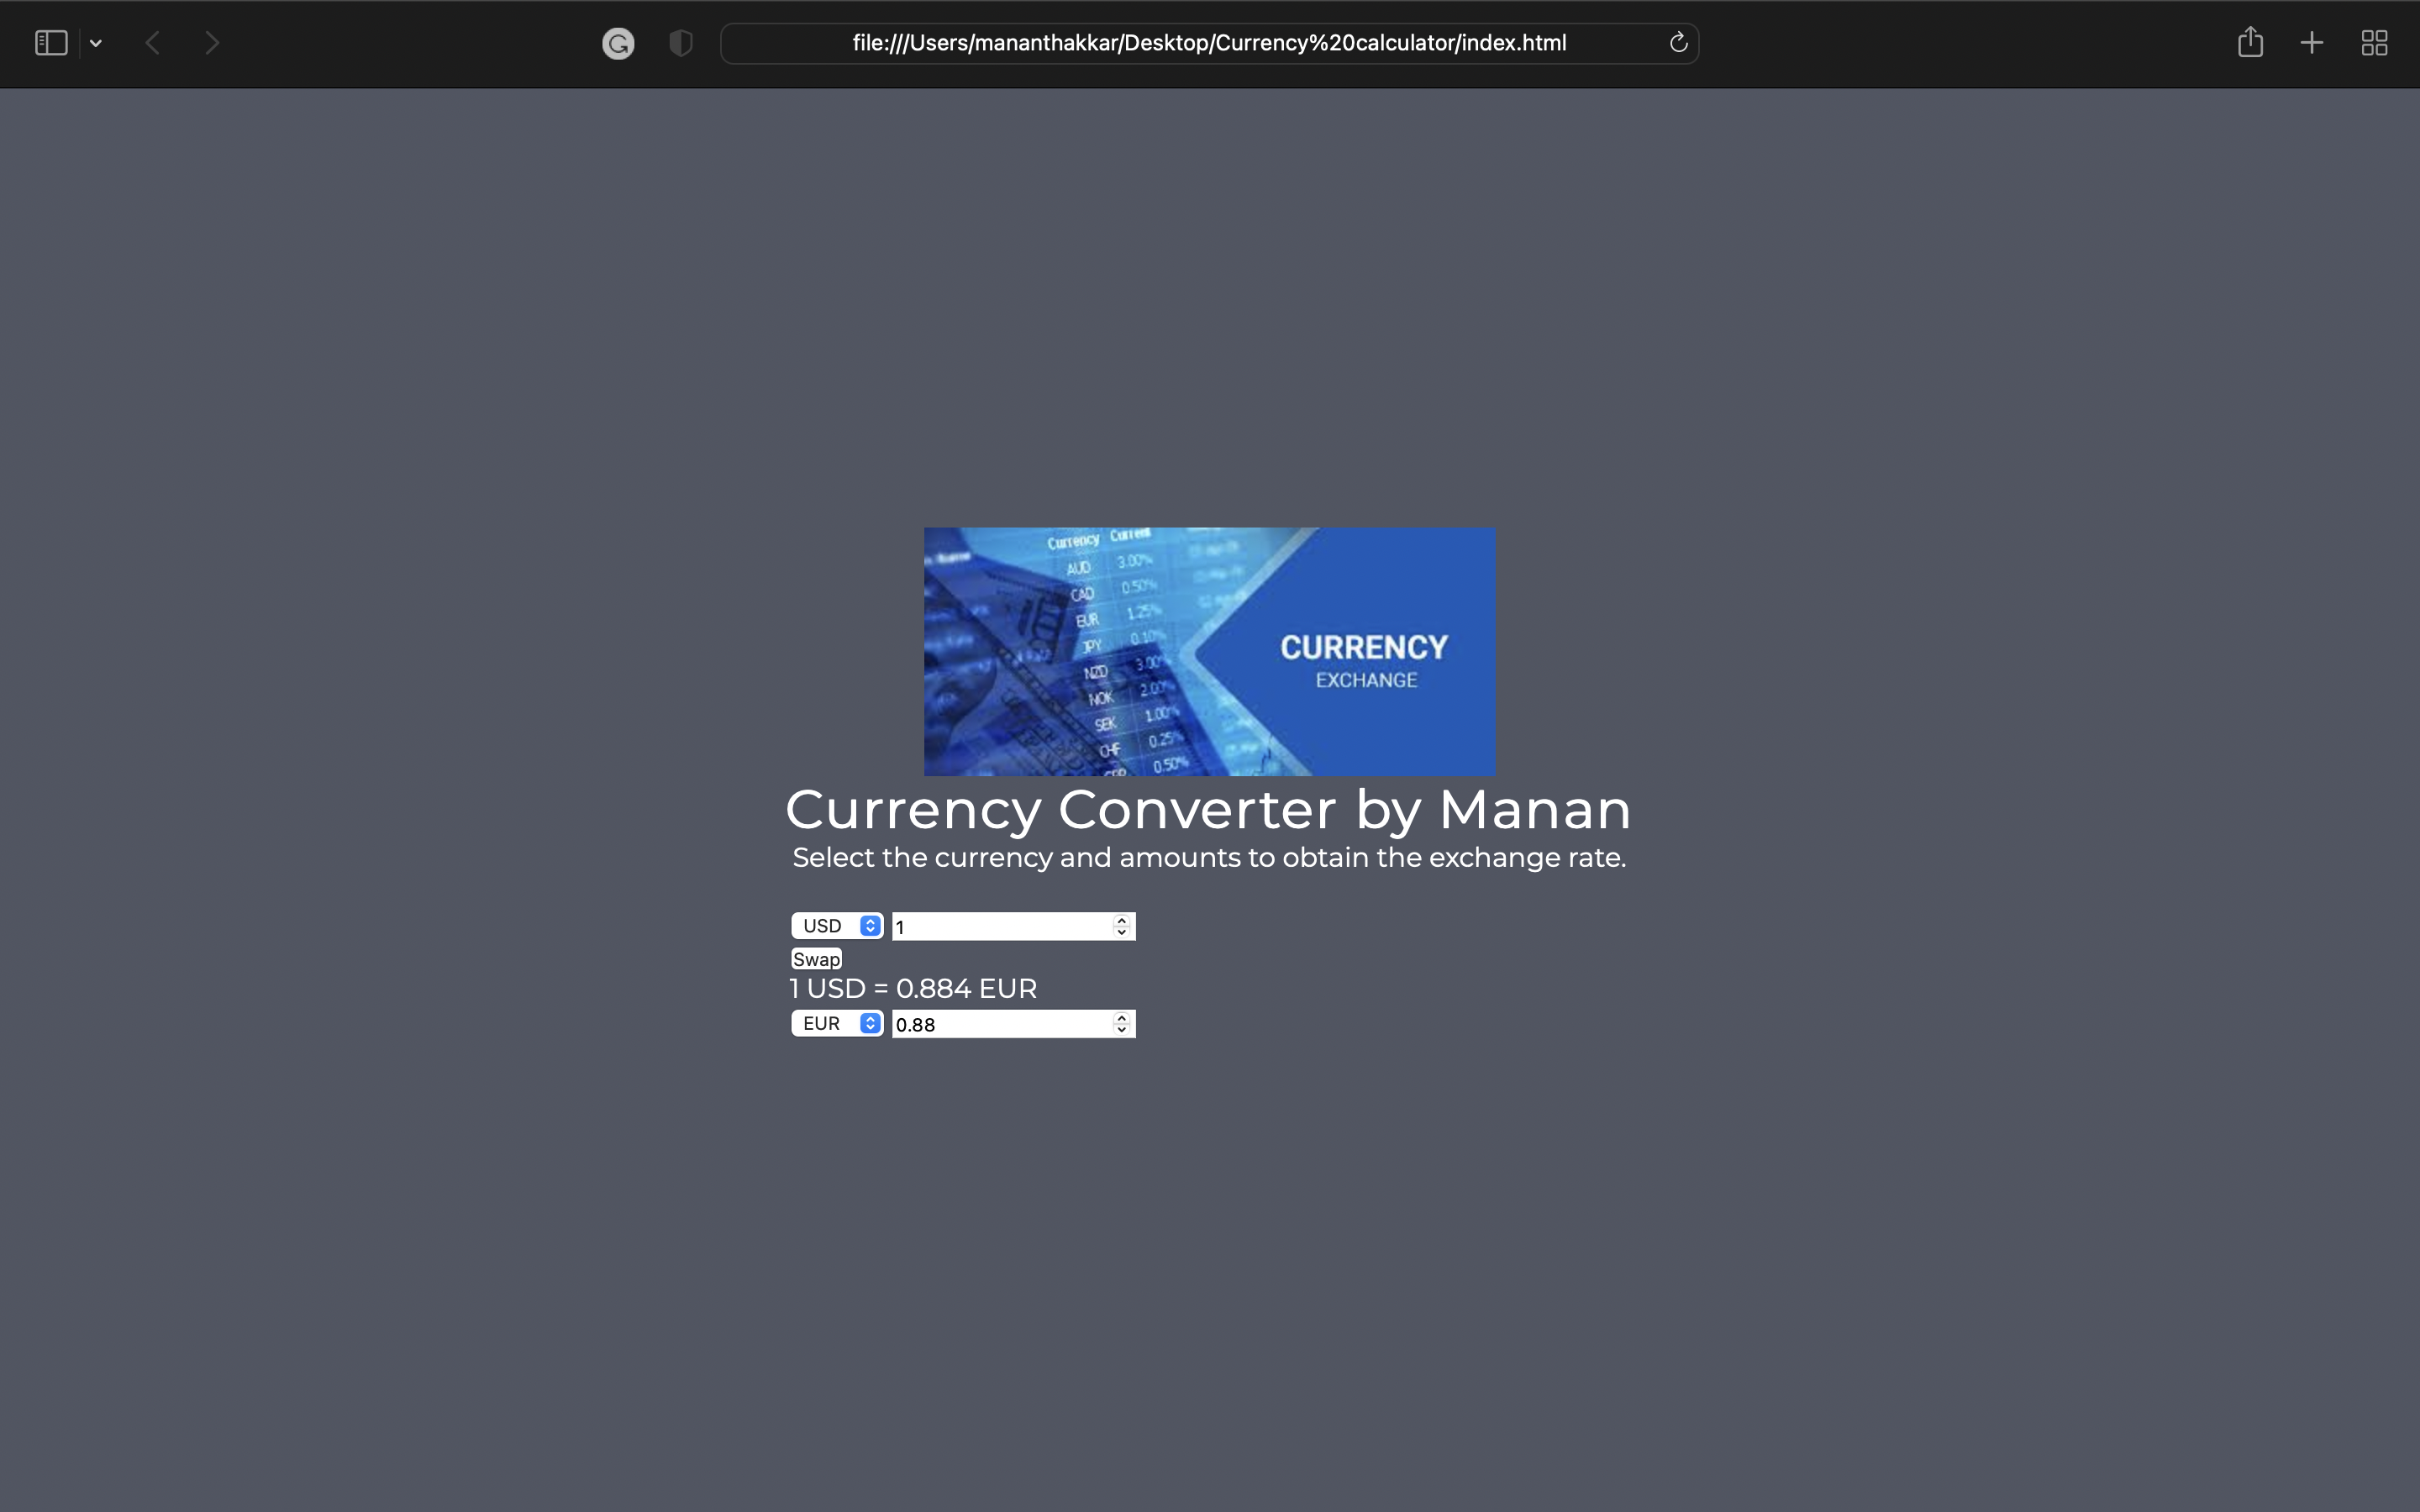 file:///Users/mananthakkar/Desktop/Currency%20calculator/index.html
Currency Current
AUD 3.00%
CAD 0.50%
EUR 1.25%
JPY 0.10%
NZD 3.00%
NOK 2.00%
SEK 1.00%
CHF 0.25%
0.50%
CURRENCY
EXCHANGE
Currency Converter by Manan
Select the currency and amounts to obtain the exchange rate.
USD 1
Swap
1 USD = 0.884 EUR
EUR 0.88